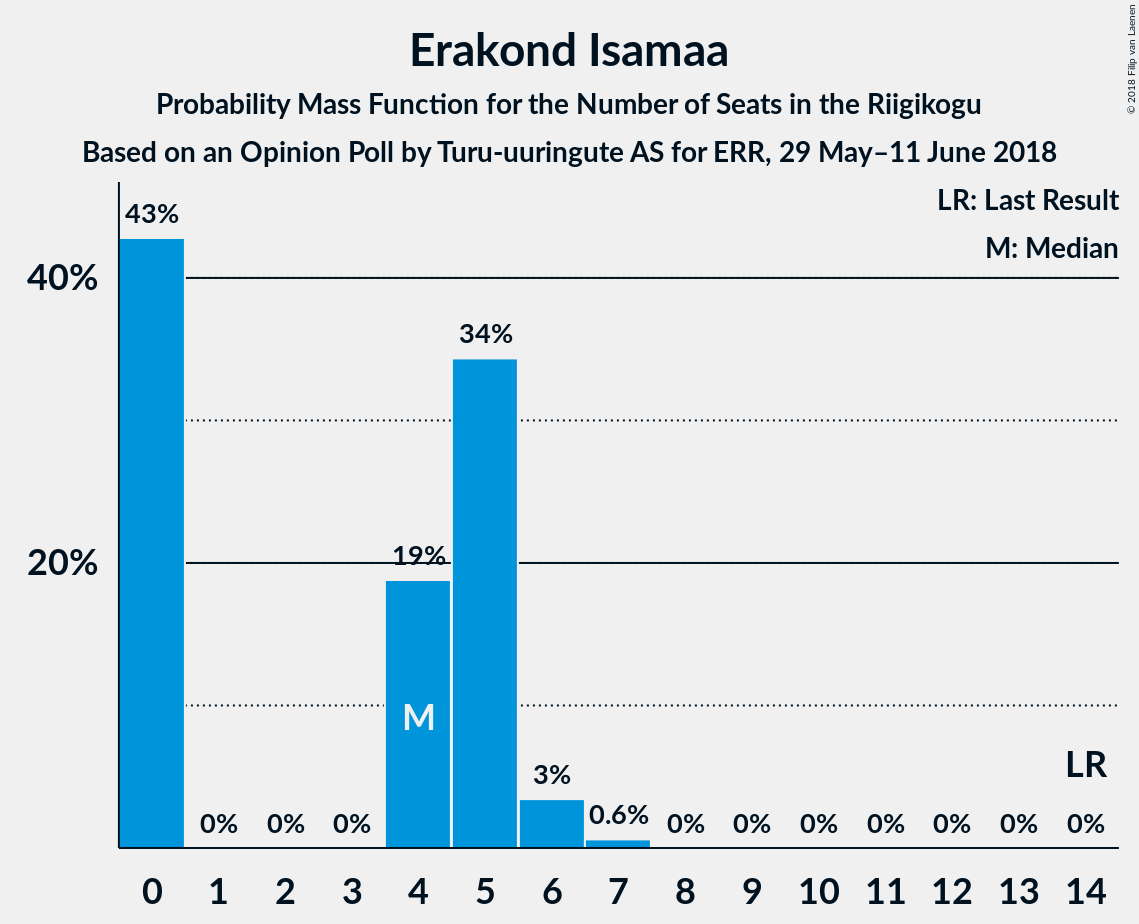 Erakond Isamaa
Probability Mass Function for the Number of Seats in the Riigikogu
Based on an Opinion Poll by Turu-uuringute AS for ERR, 29 May–11 June 2018
© 2018 Filip van Laenen
LR: Last Result
M: Median
43%
40%
34%
20%
19%
M
LR
3%
0.6%
0% 0% 0% 0% 0% 0% 0% 0% 0% 0%
0 1 2 3 4 5 6 7 8 9 10 11 12 13 14